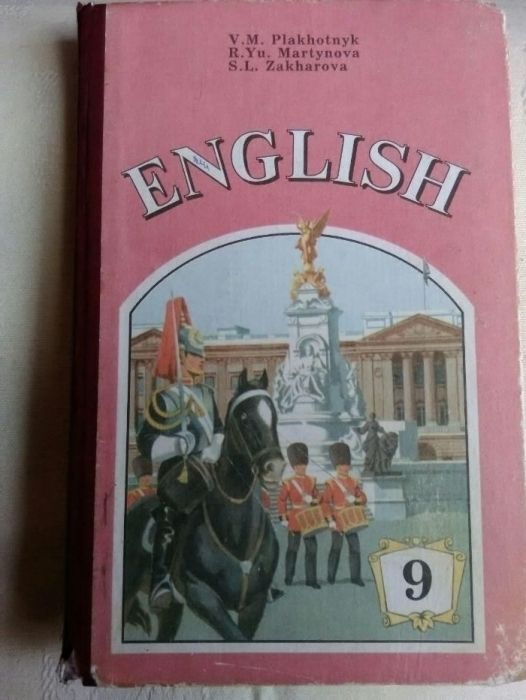 V.M. Plakhotnyk
R.Yu. Martynova
S.L. Zakharova
ENGLISH
9